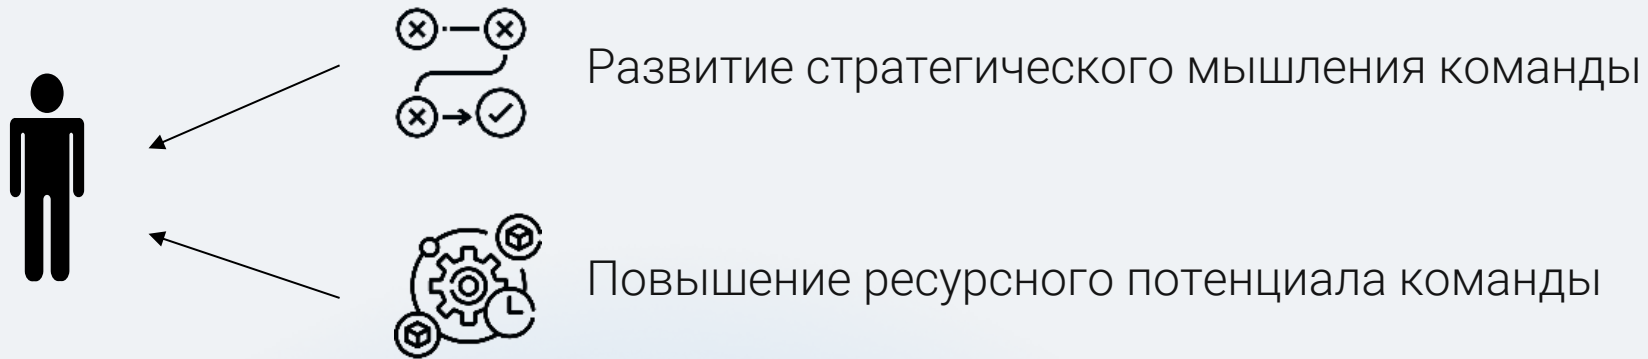 Развитие стратегического мышления команды
Повышение ресурсного потенциала команды